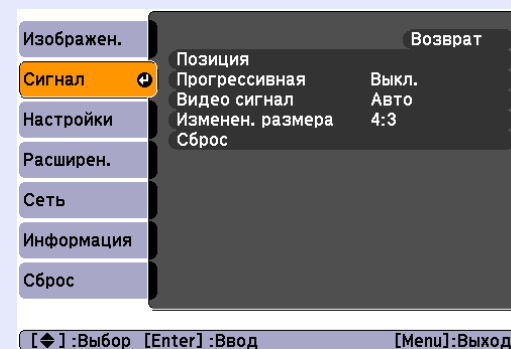 Изображен.
Сигнал
Настройки
Расширен.
Сеть
Информация
Сброс
Возврат
Позиция
Прогрессивная Выкл.
Видео сигнал Авто
Изменен. размера 4:3
Сброс
[◆] :Выбор [Enter] :Ввод [Menu]:Выход